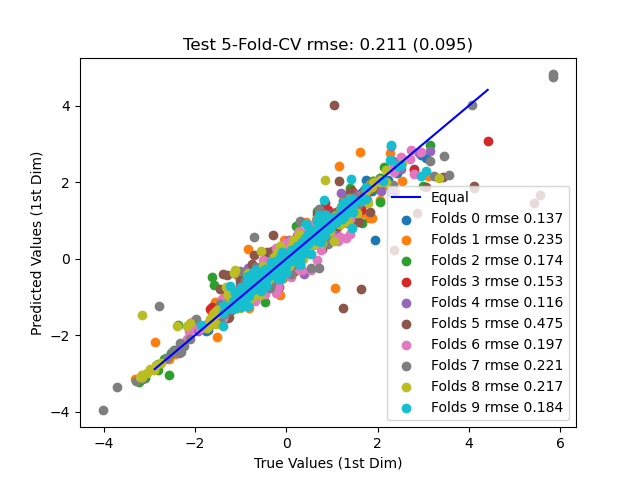 Test 5-Fold-CV rmse: 0.211 (0.095)
Predicted Values (1st Dim)
4
2
0
−2
−4
Equal
Folds 0 rmse 0.137
Folds 1 rmse 0.235
Folds 2 rmse 0.174
Folds 3 rmse 0.153
Folds 4 rmse 0.116
Folds 5 rmse 0.475
Folds 6 rmse 0.197
Folds 7 rmse 0.221
Folds 8 rmse 0.217
Folds 9 rmse 0.184
−4 −2 0 2 4 6
True Values (1st Dim)